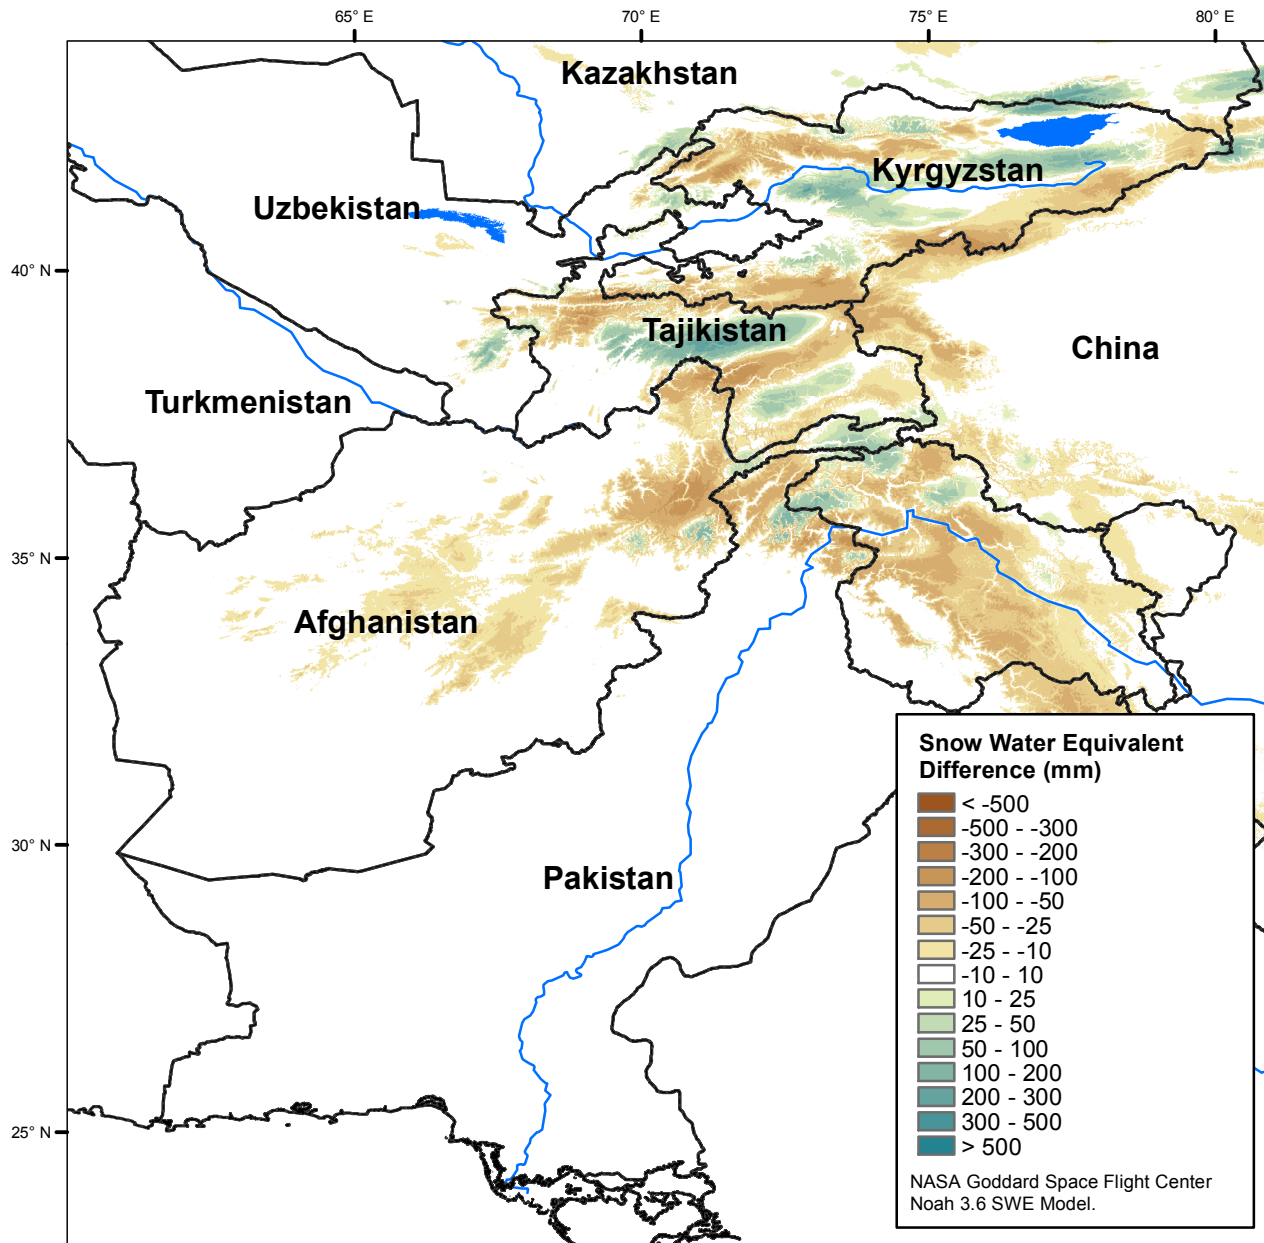 65° E
70° E
75° E
80° E
Kazakhstan
Kyrgyzstan
Uzbekistan
40° N
Tajikistan
China
Turkmenistan
35° N
Afghanistan
30° N
Pakistan
25° N
Snow Water Equivalent
Difference (mm)
< -500
-500 - -300
-300 - -200
-200 - -100
-100 - -50
-50 - -25
-25 - -10
-10 - 10
10 - 25
25 - 50
50 - 100
100 - 200
200 - 300
300 - 500
> 500
NASA Goddard Space Flight Center
Noah 3.6 SWE Model.